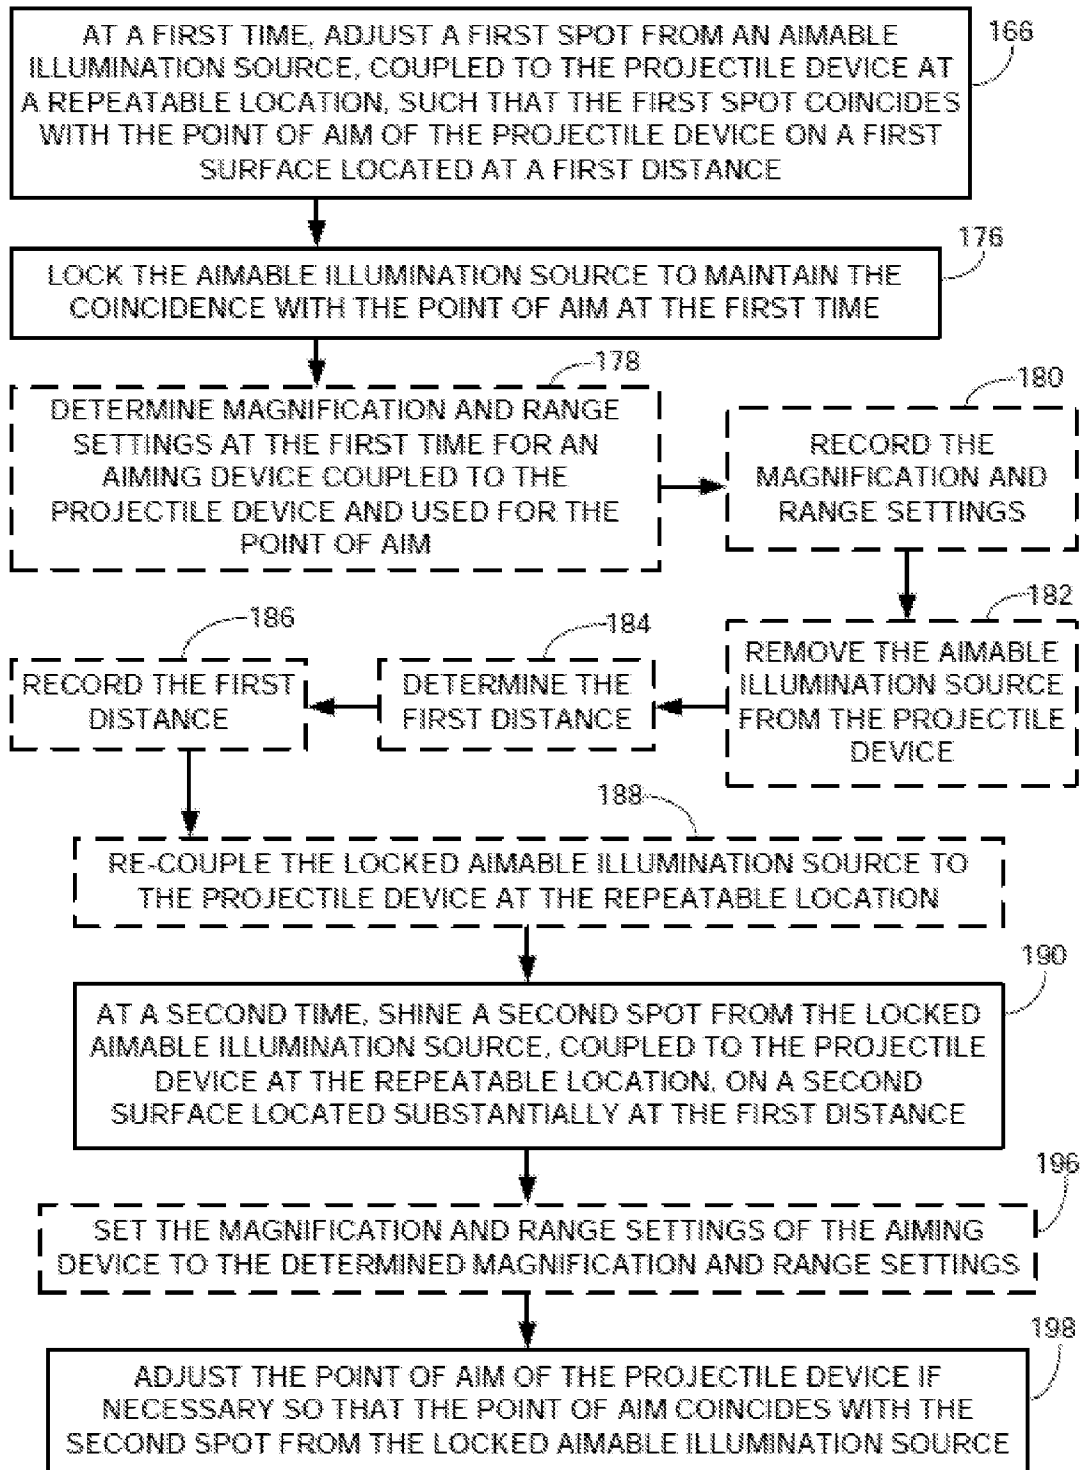 AT A FIRST TIME, ADJUST A FIRST SPOT FROM AN AIMABLE
ILLUMINATION SOURCE, COUPLED TO THE PROJECTILE DEVICE AT
A REPEATABLE LOCATION, SUCH THAT THE FIRST SPOT COINCIDES
WITH THE POINT OF AIM OF THE PROJECTILE DEVICE ON A FIRST
SURFACE LOCATED AT A FIRST DISTANCE
166
176
LOCK THE AIMABLE ILLUMINATION SOURCE TO MAINTAIN THE
COINCIDENCE WITH THE POINT OF AIM AT THE FIRST TIME
178
DETERMINE MAGNIFICATION AND RANGE
SETTINGS AT THE FIRST TIME FOR AN
AIMING DEVICE COUPLED TO THE
PROJECTILE DEVICE AND USED FOR THE
POINT OF AIM
180
RECORD THE
MAGNIFICATION AND
RANGE SETTINGS
182
REMOVE THE AIMABLE
ILLUMINATION SOURCE
FROM THE PROJECTILE
DEVICE
184
DETERMINE THE
FIRST DISTANCE
186
RECORD THE FIRST
DISTANCE
188
RE-COUPLE THE LOCKED AIMABLE ILLUMINATION SOURCE TO
THE PROJECTILE DEVICE AT THE REPEATABLE LOCATION
190
AT A SECOND TIME, SHINE A SECOND SPOT FROM THE LOCKED
AIMABLE ILLUMINATION SOURCE, COUPLED TO THE PROJECTILE
DEVICE AT THE REPEATABLE LOCATION, ON A SECOND
SURFACE LOCATED SUBSTANTIALLY AT THE FIRST DISTANCE
196
SET THE MAGNIFICATION AND RANGE SETTINGS OF THE AIMING
DEVICE TO THE DETERMINED MAGNIFICATION AND RANGE SETTINGS
198
ADJUST THE POINT OF AIM OF THE PROJECTILE DEVICE IF
NECESSARY SO THAT THE POINT OF AIM COINCIDES WITH THE
SECOND SPOT FROM THE LOCKED AIMABLE ILLUMINATION SOURCE